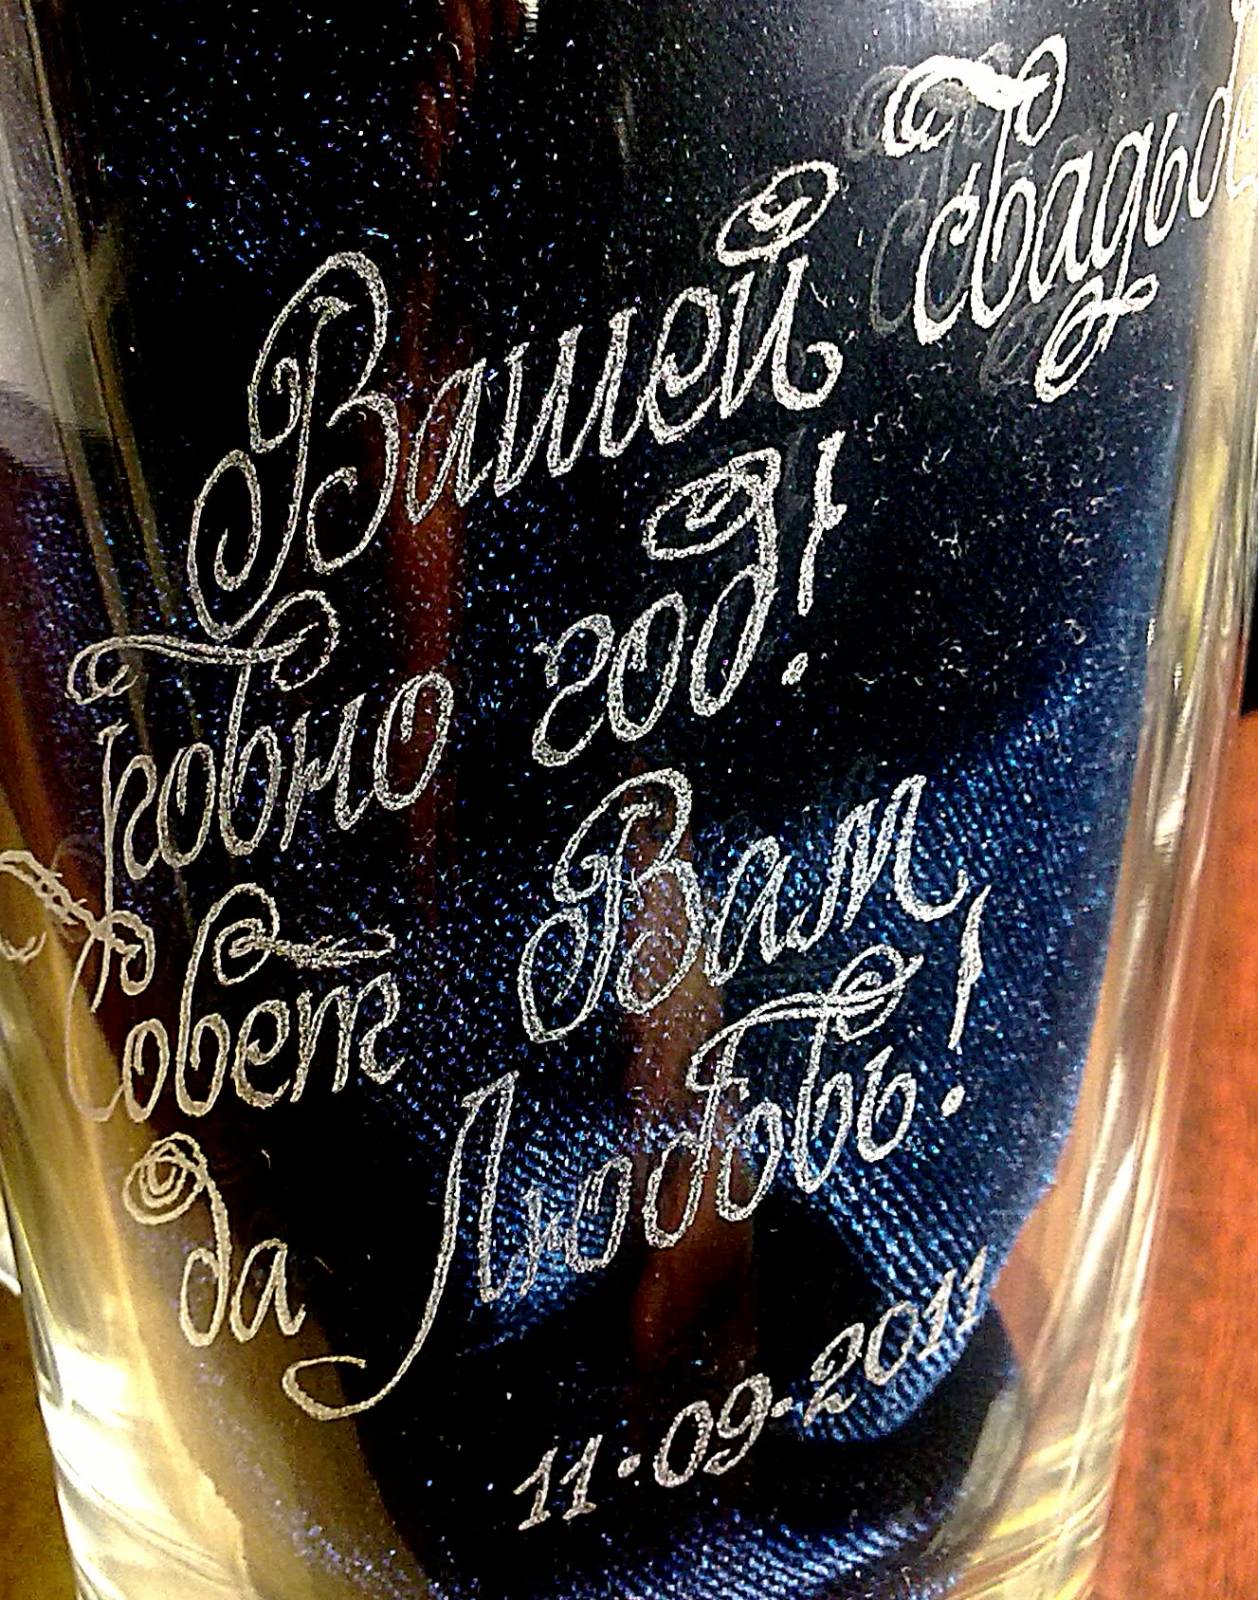 Вашей Свадьбе
Ровно год!
Совет Вам
да Любовь!
11·09-2011